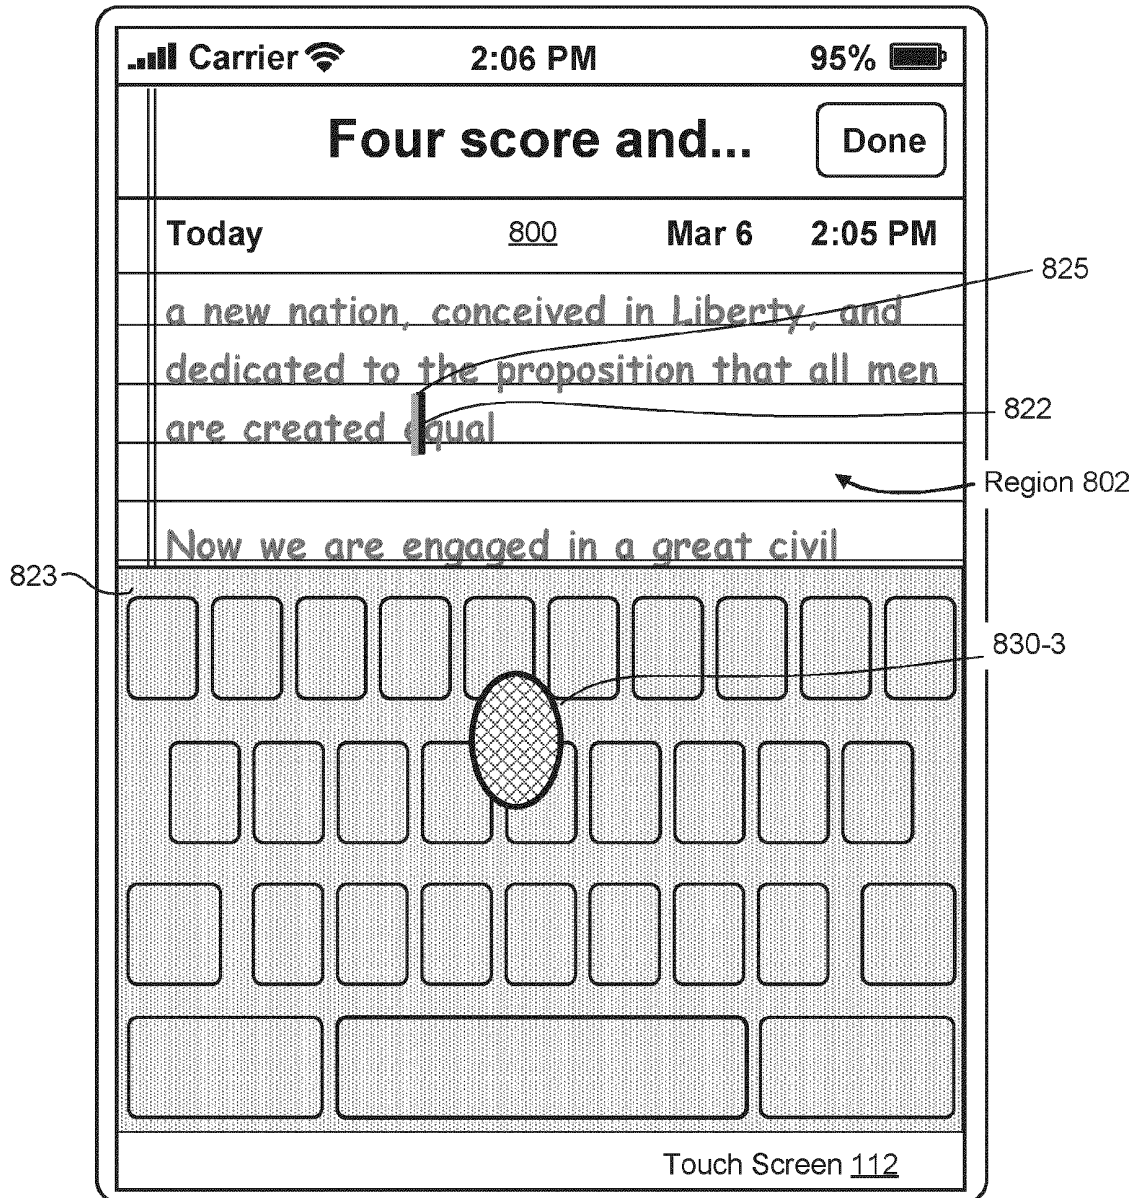 Carrier 2:06 PM 95%
Four score and... Done
Today 800 Mar 6 2:05 PM
825
a new nation, conceived in Liberty, and
dedicated to the proposition that all men
are created equal
822
Region 802
Now we are engaged in a great civil
823
830-3
Touch Screen 112